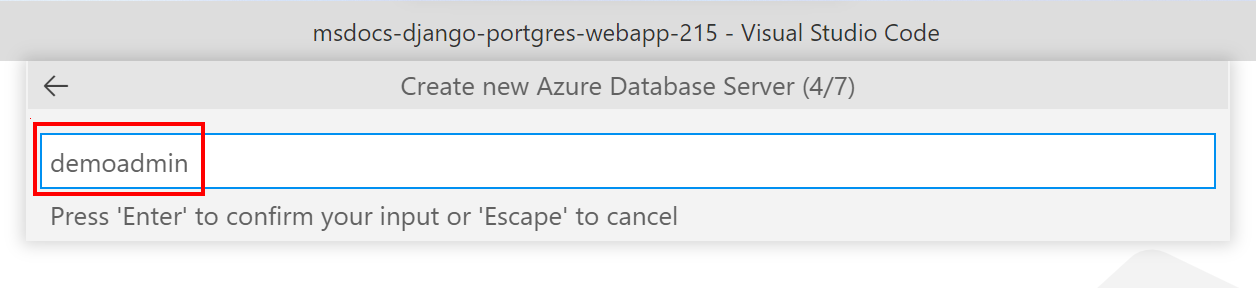 msdocs-django-portgres-webapp-215 - Visual Studio Code
Create new Azure Database Server (4/7)
demoadmin
Press 'Enter' to confirm your input or 'Escape' to cancel